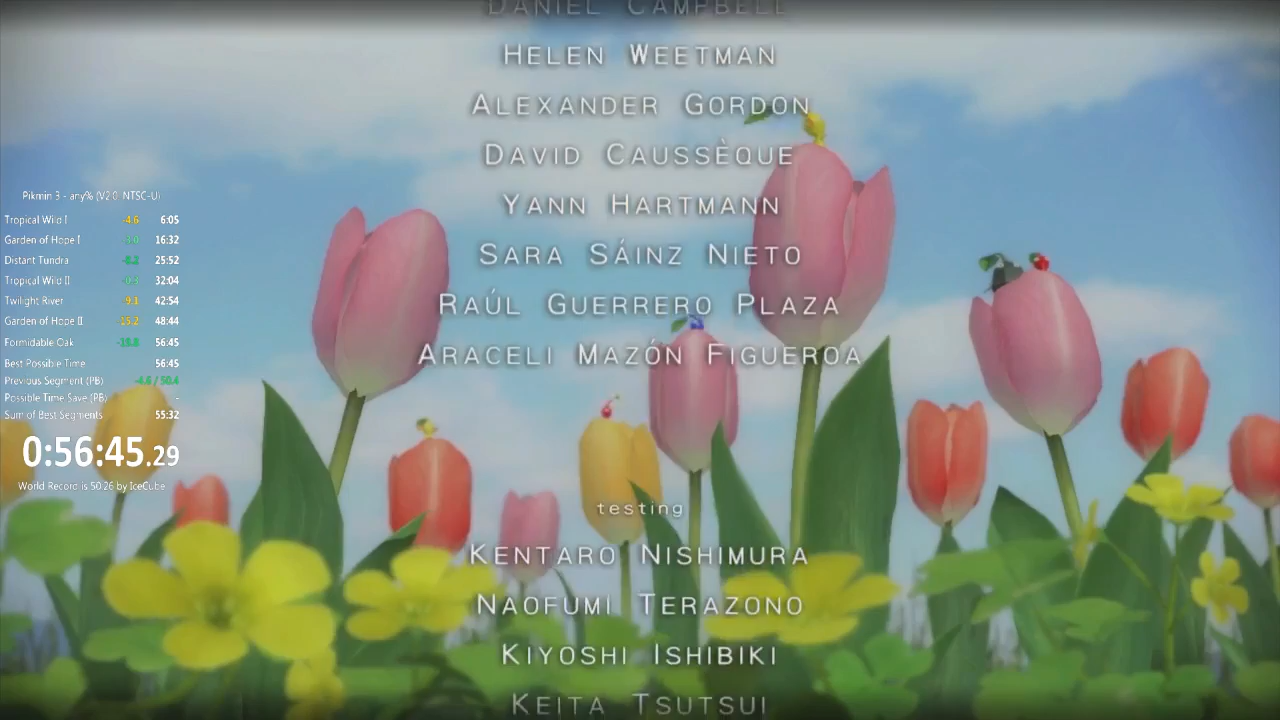 DANIEL CAMPBELL
HELEN WEETMAN
ALEXANDER GORDON
DAVID CAUSSÈQUE
YANN HARTMANN
SARA SÁINZ NIETO
RAÚL GUERRERO PLAZA
ARACELI MAZÓN FIGUEROA
testing
KENTARO NISHIMURA
NAOFUMI TERAZONO
KIYOSHI ISHIBIKI
KEITA TSUTSUI
Pikmin 3 - any% (V2.0, NTSC-U)
Tropical Wild I -4.6 6:05
Garden of Hope I -3.0 16:32
Distant Tundra -8.2 25:52
Tropical Wild II 32:04
Twilight River -9.1 42:54
Garden of Hope II -15.2 48:44
Formidable Oak -19.8 56:45
Best Possible Time 56:45
Previous Segment (PB) -4.6 / 50.4
Possible Time Save (PB) -
Sum of Best Segments 55:32
0:56:45.29
World Record is 50:26 by IceCube